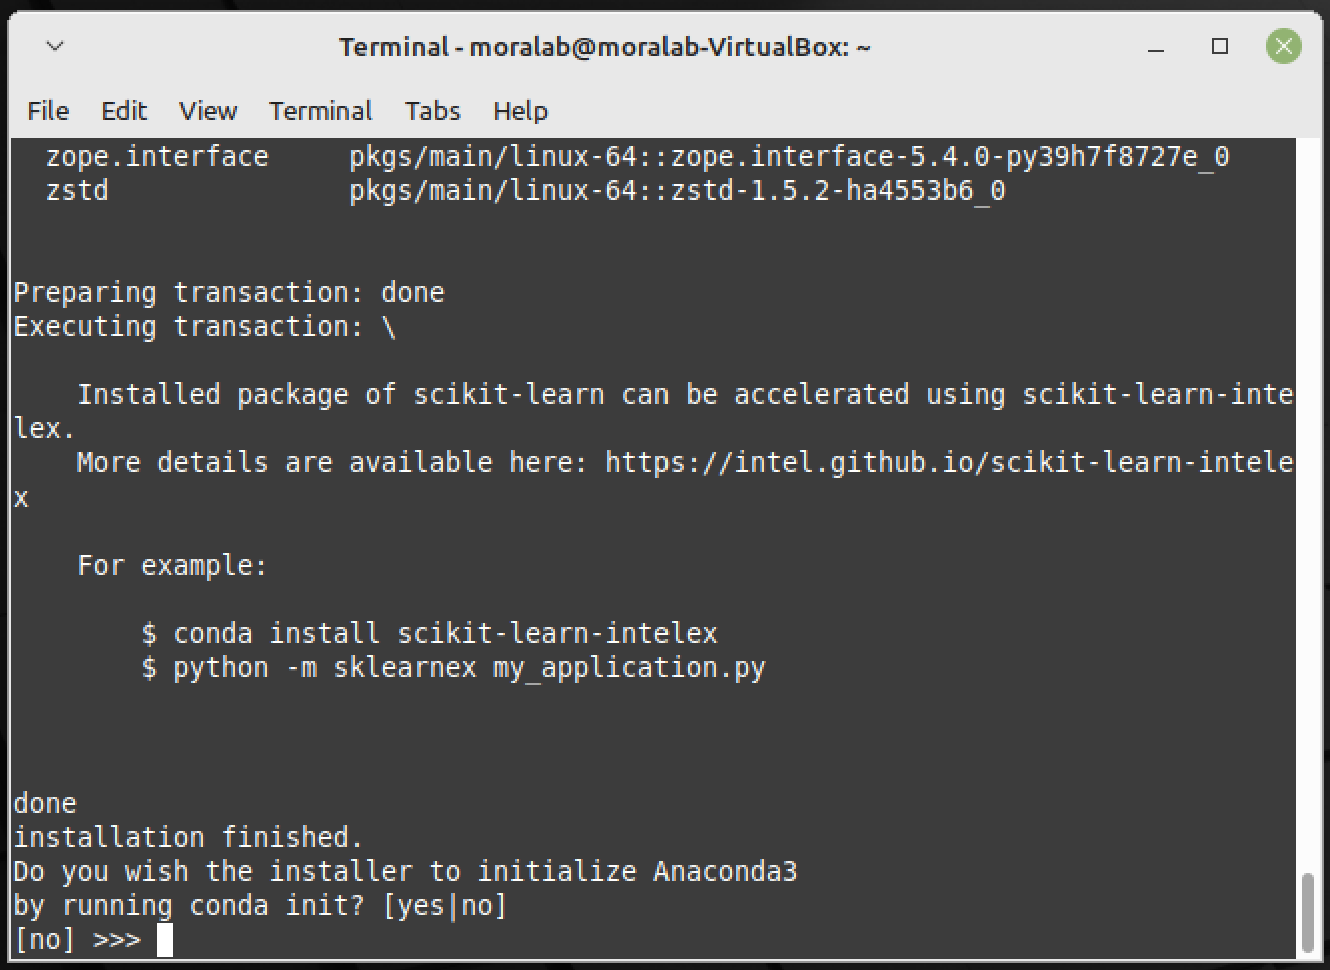 Terminal - moralab@moralab-VirtualBox: ~
File Edit View Terminal Tabs Help
zope.interface pkgs/main/linux-64::zope.interface-5.4.0-py39h7f8727e_0
zstd pkgs/main/linux-64::zstd-1.5.2-ha4553b6_0
Preparing transaction: done
Executing transaction: \
Installed package of scikit-learn can be accelerated using scikit-learn-inte
lex.
More details are available here: https://intel.github.io/scikit-learn-intele
x
For example:
$ conda install scikit-learn-intelex
$ python -m sklearnex my_application.py
done
installation finished.
Do you wish the installer to initialize Anaconda3
by running conda init? [yes|no]
[no] >>>